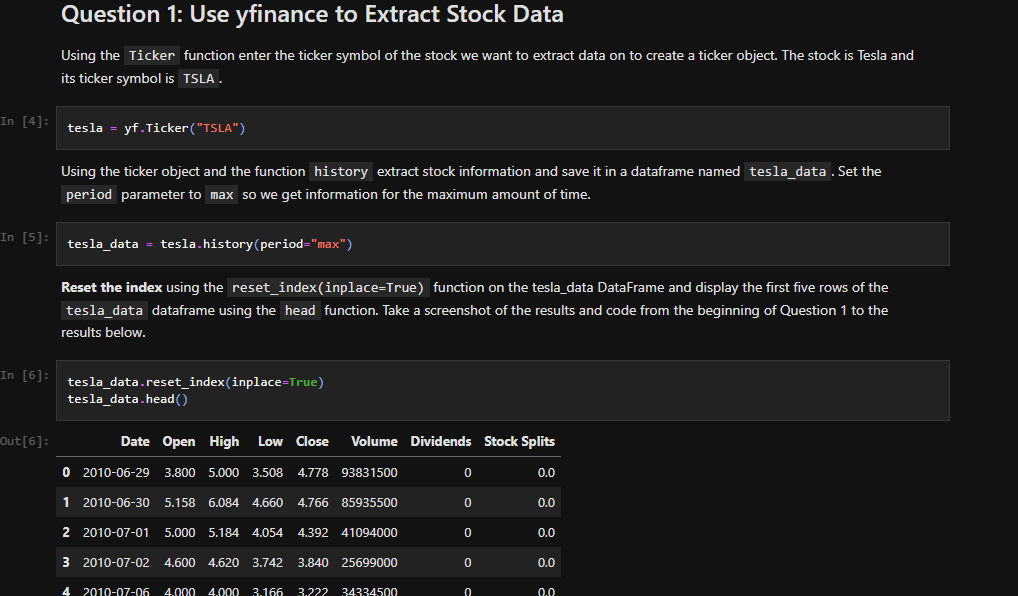 Question 1: Use yfinance to Extract Stock Data
Using the Ticker function enter the ticker symbol of the stock we want to extract data on to create a ticker object. The stock is Tesla and
its ticker symbol is TSLA .
In [4]:
tesla = yf.Ticker("TSLA")
Using the ticker object and the function history extract stock information and save it in a dataframe named tesla_data . Set the
period parameter to max so we get information for the maximum amount of time.
In [5]:
tesla_data = tesla.history(period="max")
Reset the index using the reset_index(inplace=True) function on the tesla_data DataFrame and display the first five rows of the
tesla_data dataframe using the head function. Take a screenshot of the results and code from the beginning of Question 1 to the
results below.
In [6]:
tesla_data.reset_index(inplace=True)
tesla_data.head()
Out[6]:
Date Open High Low Close Volume Dividends Stock Splits
0 2010-06-29 3.800 5.000 3.508 4.778 93831500 0 0.0
1 2010-06-30 5.158 6.084 4.660 4.766 85935500 0 0.0
2 2010-07-01 5.000 5.184 4.054 4.392 41094000 0 0.0
3 2010-07-02 4.600 4.620 3.742 3.840 25699000 0 0.0
4 2010-07-06 4.000 4.000 3.166 3.222 34334500 0 0.0